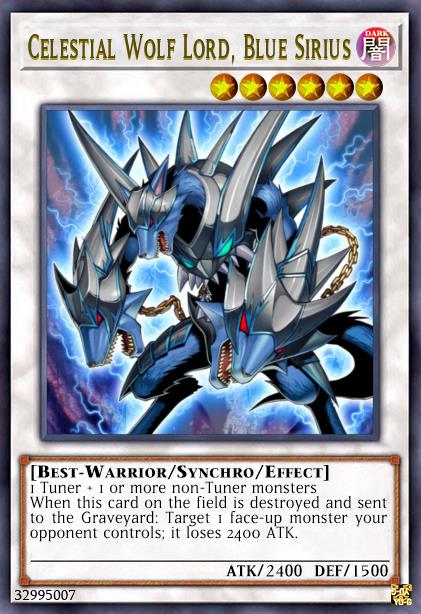 Celestial Wolf Lord, Blue Sirius
DARK
闇
[Best-Warrior/Synchro/Effect]
1 Tuner + 1 or more non-Tuner monsters
When this card on the field is destroyed and sent
to the Graveyard: Target 1 face-up monster your
opponent controls; it loses 2400 ATK.
ATK/2400 DEF/1500
32995007